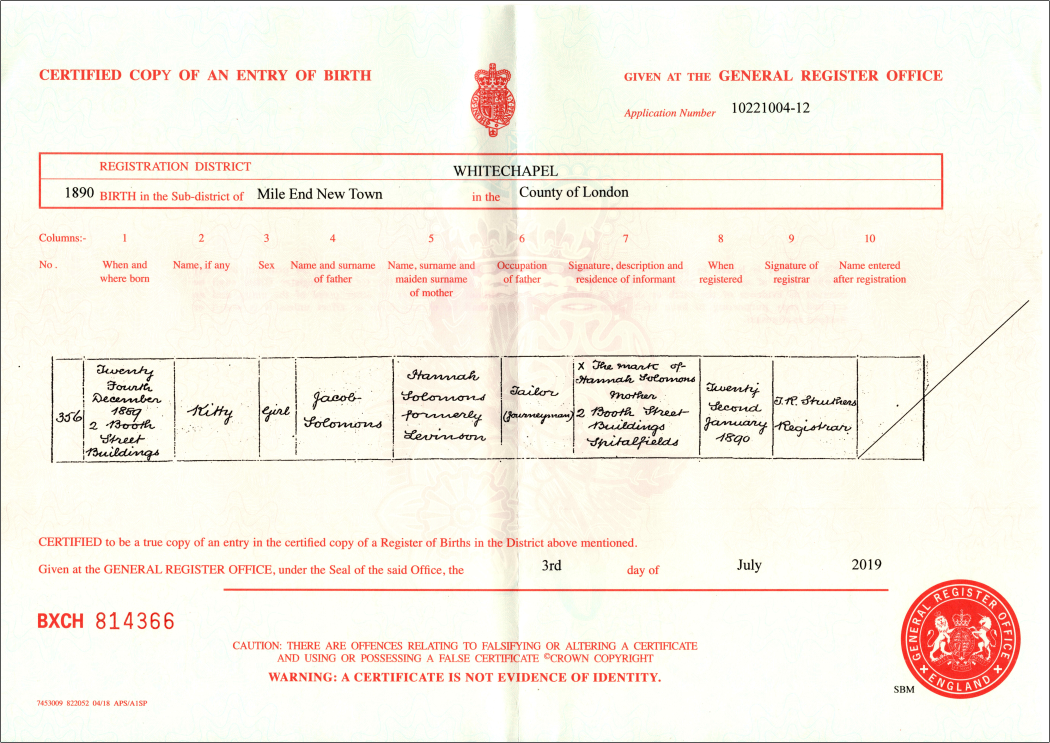 CERTIFIED COPY OF AN ENTRY OF BIRTH
GIVEN AT THE GENERAL REGISTER OFFICE
Application Number 10221004-12
REGISTRATION DISTRICT WHITECHAPEL
1890 BIRTH in the Sub-district of Mile End New Town in the County of London
Columns:- 1 2 3 4 5 6 7 8 9 10
No. When and where born Name, if any Sex Name and surname of father Name, surname and maiden surname of mother Occupation of father Signature, description and residence of informant When registered Signature of registrar Name entered after registration
356
Twenty
Fourth
December
1889
2 Booth
Street
Buildings
Kitty
Girl
Jacob
Solomons
Hannah
Solomons
formerly
Levinson
Tailor
(Journeyman)
X The mark of
Hannah Solomons
Mother
2 Booth Street
Buildings
Spitalfields
Twenty
Second
January
1890
J.R. Struthers
Registrar
CERTIFIED to be a true copy of an entry in the certified copy of a Register of Births in the District above mentioned.
Given at the GENERAL REGISTER OFFICE, under the Seal of the said Office, the 3rd day of July 2019
BXCH 814366
CAUTION: THERE ARE OFFENCES RELATING TO FALSIFYING OR ALTERING A CERTIFICATE
AND USING OR POSSESSING A FALSE CERTIFICATE ©CROWN COPYRIGHT
WARNING: A CERTIFICATE IS NOT EVIDENCE OF IDENTITY.
GENERAL REGISTER OFFICE
ENGLAND
SBM
7453009 822052 04/18 APS/A1SP